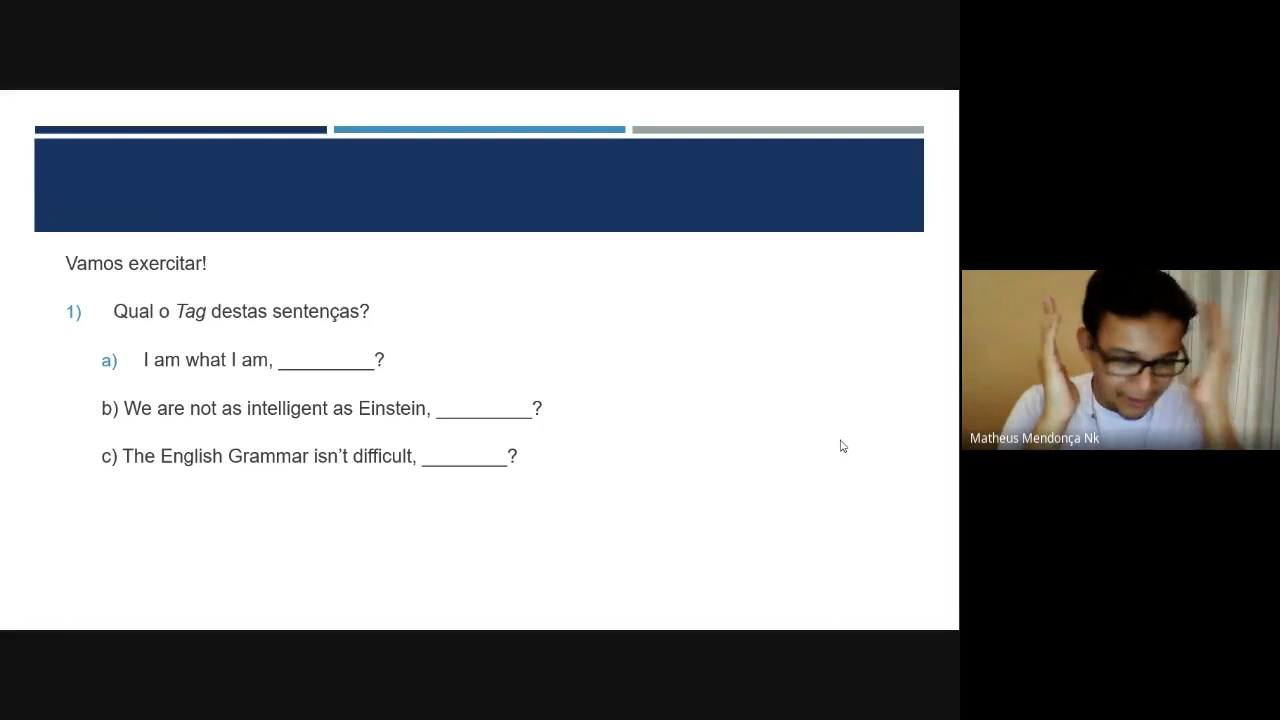 Vamos exercitar!
1) Qual o Tag destas sentenças?
a) I am what I am, _________?
b) We are not as intelligent as Einstein, _________?
c) The English Grammar isn’t difficult, ________?
Matheus Mendonça Nk